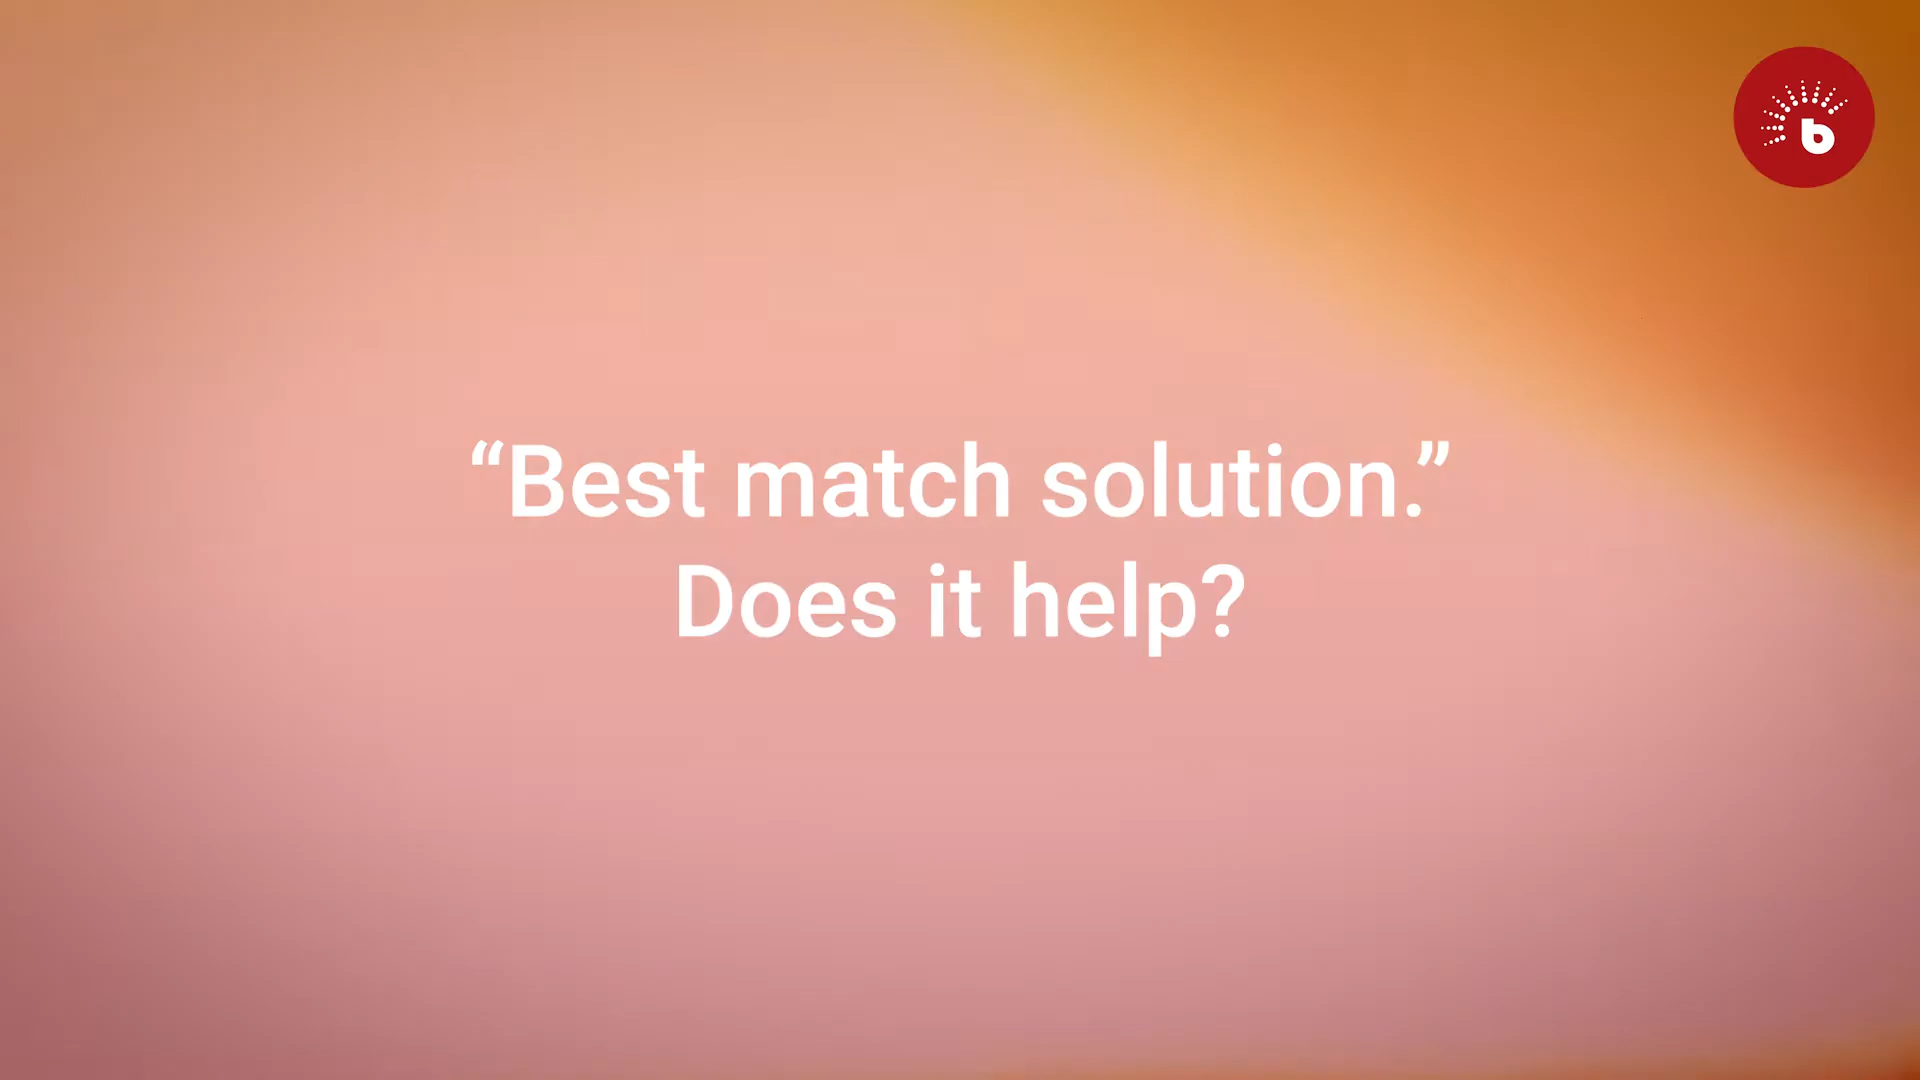 “Best match solution.”
Does it help?
b